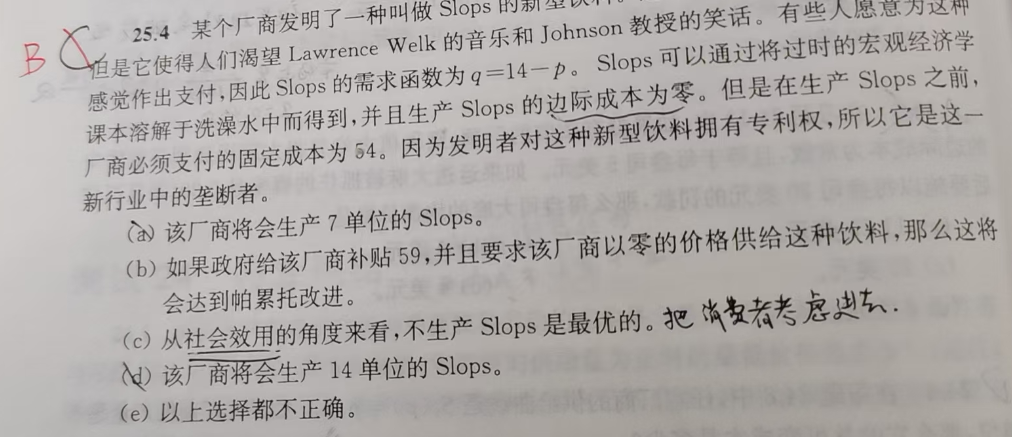 B
25.4 某个厂商发明了一种叫做 Slops 的新型饮料
但是它使得人们渴望 Lawrence Welk 的音乐和 Johnson 教授的笑话。有些人愿意为这种
感觉作出支付,因此 Slops 的需求函数为 q=14-p。Slops 可以通过将过时的宏观经济学
课本溶解于洗澡水中而得到,并且生产 Slops 的边际成本为零。但是在生产 Slops 之前,
厂商必须支付的固定成本为 54。因为发明者对这种新型饮料拥有专利权,所以它是这一
新行业中的垄断者。
(a) 该厂商将会生产 7 单位的 Slops。
(b) 如果政府给该厂商补贴 59,并且要求该厂商以零的价格供给这种饮料,那么这将
会达到帕累托改进。
(c) 从社会效用的角度来看,不生产 Slops 是最优的。把消费者考虑进去.
(d) 该厂商将会生产 14 单位的 Slops。
(e) 以上选择都不正确。